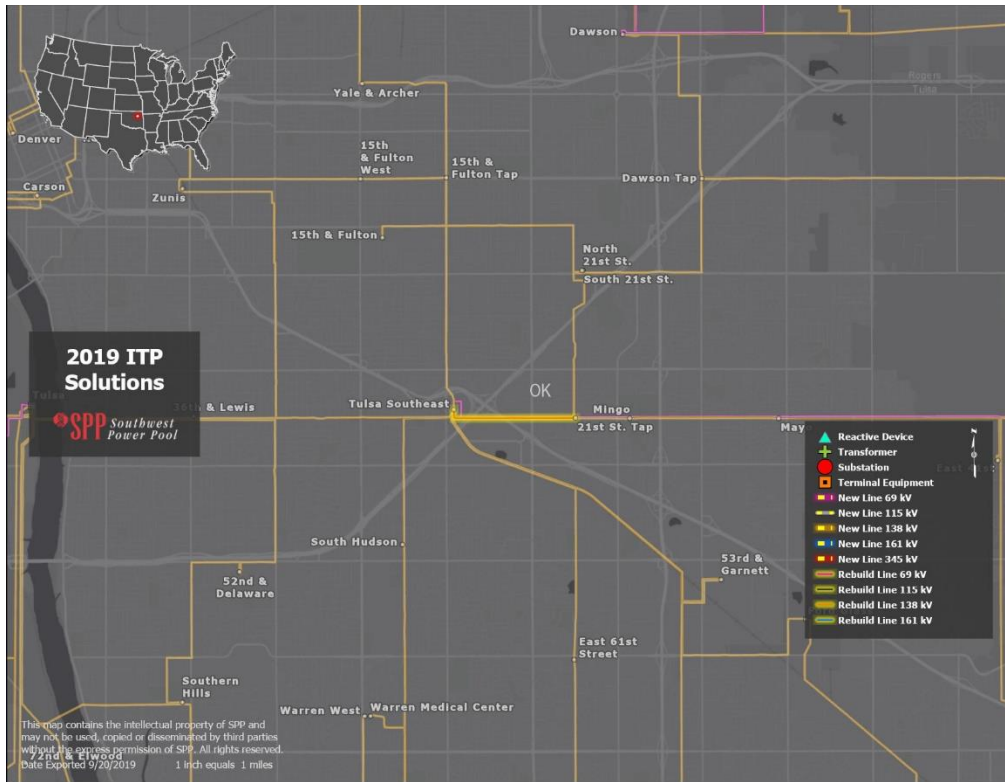 Dawson
Rogers
Tulsa
Yale & Archer
Denver
15th
& Fulton
West
15th &
Fulton Tap
Dawson Tap
Carson
Zunis
15th & Fulton
North
21st St.
South 21st St.
2019 ITP
Solutions
SPP Southwest
Power Pool
Tulsa
36th & Lewis
Tulsa Southeast
OK
Mingo
21st St. Tap
Mayo
East 41st
Reactive Device
Transformer
Substation
Terminal Equipment
New Line 69 kV
New Line 115 kV
New Line 138 kV
New Line 161 kV
New Line 345 kV
Rebuild Line 69 kV
Rebuild Line 115 kV
Rebuild Line 138 kV
Rebuild Line 161 kV
N
South Hudson
52nd &
Delaware
53rd &
Garnett
East 61st
Street
Southern
Hills
Warren West
Warren Medical Center
This map contains the intellectual property of SPP and
may not be used, copied or disseminated by third parties
without the express permission of SPP. All rights reserved.
72nd & Elwood
Date Exported 9/20/2019 1 inch equals 1 miles